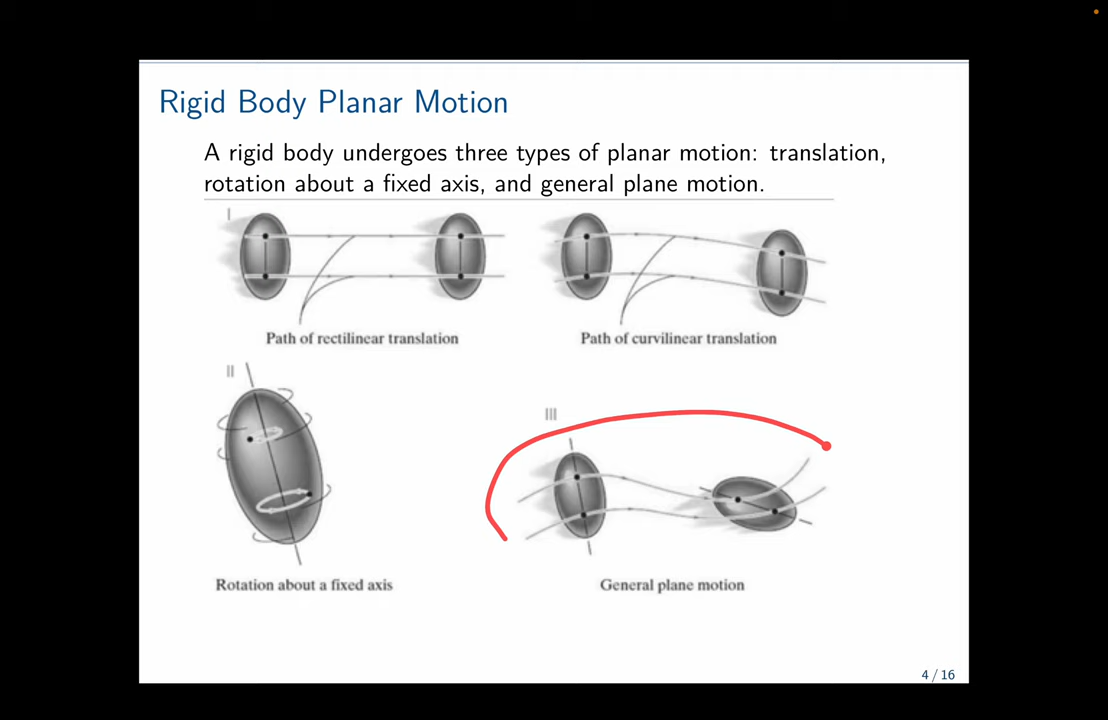 Rigid Body Planar Motion
A rigid body undergoes three types of planar motion: translation,
rotation about a fixed axis, and general plane motion.
I
Path of rectilinear translation
Path of curvilinear translation
II
III
Rotation about a fixed axis
General plane motion
4 / 16